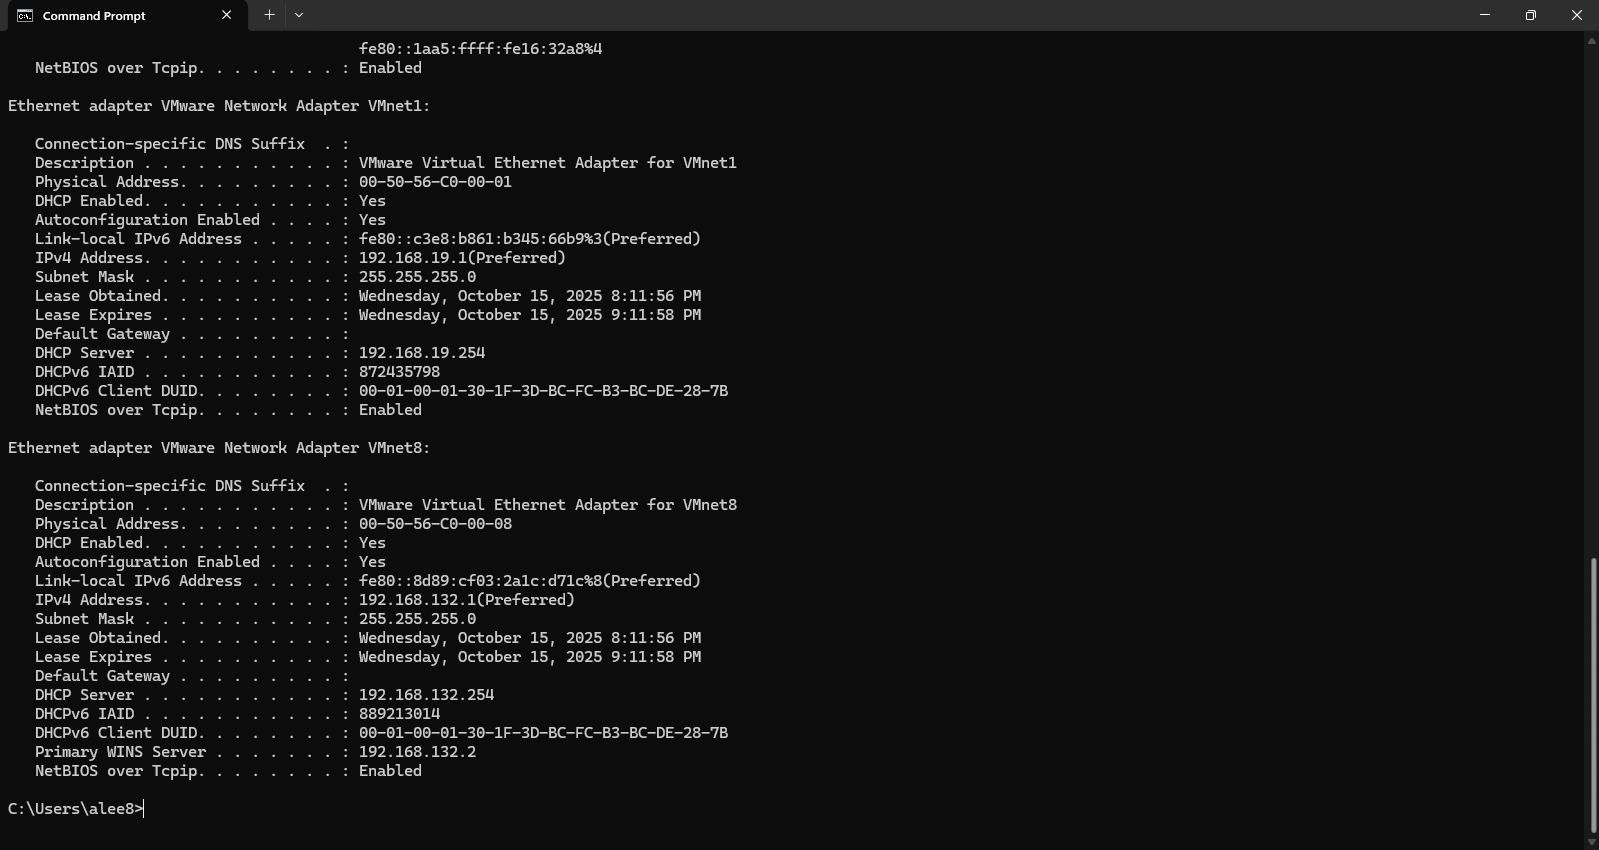 Command Prompt
fe80::1aa5:ffff:fe16:32a8%4
NetBIOS over Tcpip. . . . . . . . : Enabled
Ethernet adapter VMware Network Adapter VMnet1:
Connection-specific DNS Suffix  . :
Description . . . . . . . . . . . : VMware Virtual Ethernet Adapter for VMnet1
Physical Address. . . . . . . . . : 00-50-56-C0-00-01
DHCP Enabled. . . . . . . . . . . : Yes
Autoconfiguration Enabled . . . . : Yes
Link-local IPv6 Address . . . . . : fe80::c3e8:b861:b345:66b9%3(Preferred)
IPv4 Address. . . . . . . . . . . : 192.168.19.1(Preferred)
Subnet Mask . . . . . . . . . . . : 255.255.255.0
Lease Obtained. . . . . . . . . . : Wednesday, October 15, 2025 8:11:56 PM
Lease Expires . . . . . . . . . . : Wednesday, October 15, 2025 9:11:58 PM
Default Gateway . . . . . . . . . :
DHCP Server . . . . . . . . . . . : 192.168.19.254
DHCPv6 IAID . . . . . . . . . . . : 872435798
DHCPv6 Client DUID. . . . . . . . : 00-01-00-01-30-1F-3D-BC-FC-B3-BC-DE-28-7B
NetBIOS over Tcpip. . . . . . . . : Enabled
Ethernet adapter VMware Network Adapter VMnet8:
Connection-specific DNS Suffix  . :
Description . . . . . . . . . . . : VMware Virtual Ethernet Adapter for VMnet8
Physical Address. . . . . . . . . : 00-50-56-C0-00-08
DHCP Enabled. . . . . . . . . . . : Yes
Autoconfiguration Enabled . . . . : Yes
Link-local IPv6 Address . . . . . : fe80::8d89:cf03:2a1c:d71c%8(Preferred)
IPv4 Address. . . . . . . . . . . : 192.168.132.1(Preferred)
Subnet Mask . . . . . . . . . . . : 255.255.255.0
Lease Obtained. . . . . . . . . . : Wednesday, October 15, 2025 8:11:56 PM
Lease Expires . . . . . . . . . . : Wednesday, October 15, 2025 9:11:58 PM
Default Gateway . . . . . . . . . :
DHCP Server . . . . . . . . . . . : 192.168.132.254
DHCPv6 IAID . . . . . . . . . . . : 889213014
DHCPv6 Client DUID. . . . . . . . : 00-01-00-01-30-1F-3D-BC-FC-B3-BC-DE-28-7B
Primary WINS Server . . . . . . . : 192.168.132.2
NetBIOS over Tcpip. . . . . . . . : Enabled
C:\Users\alee8>